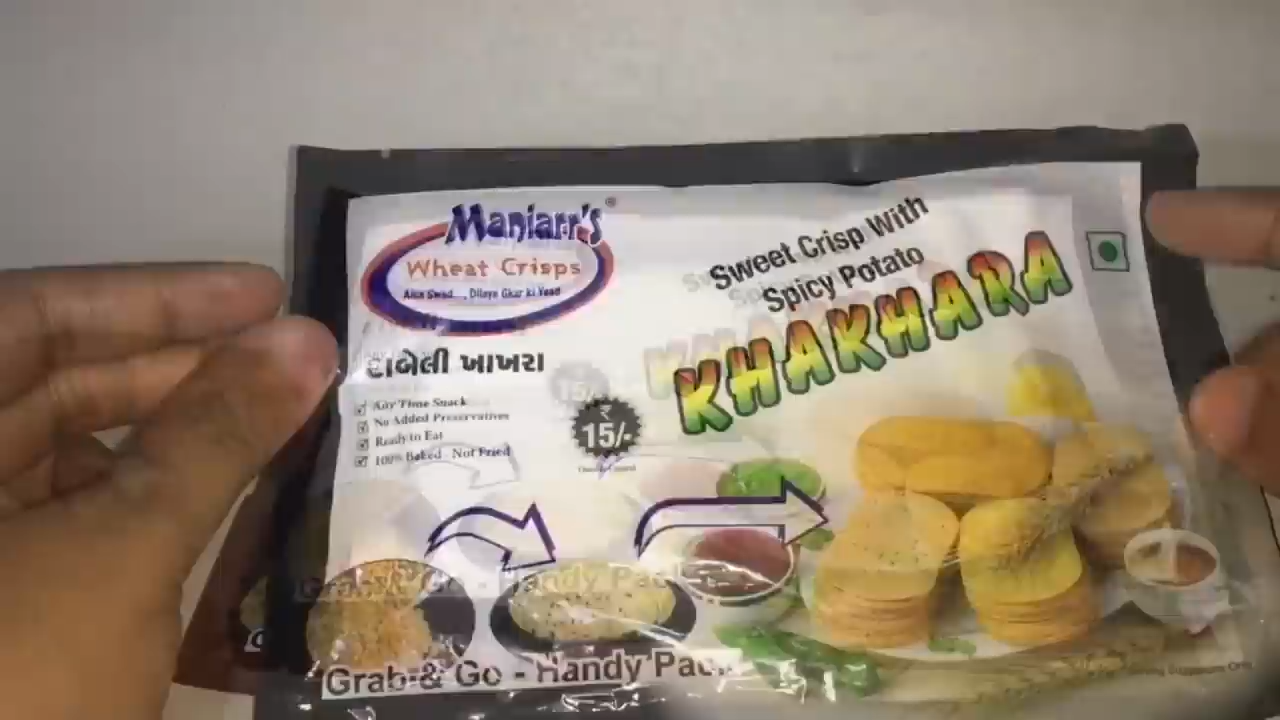 Maniarr's®
Wheat Crisps
Aisa Swad..., Dilaye Ghar ki Yaad
Sweet Crisp With
Spicy Potato
KHAKHARA
દાબેલી ખાખરા
Any Time Snack
No Added Preservatives
Ready to Eat
100% Baked - Not Fried
₹
15/-
Grab & Go - Handy Pack